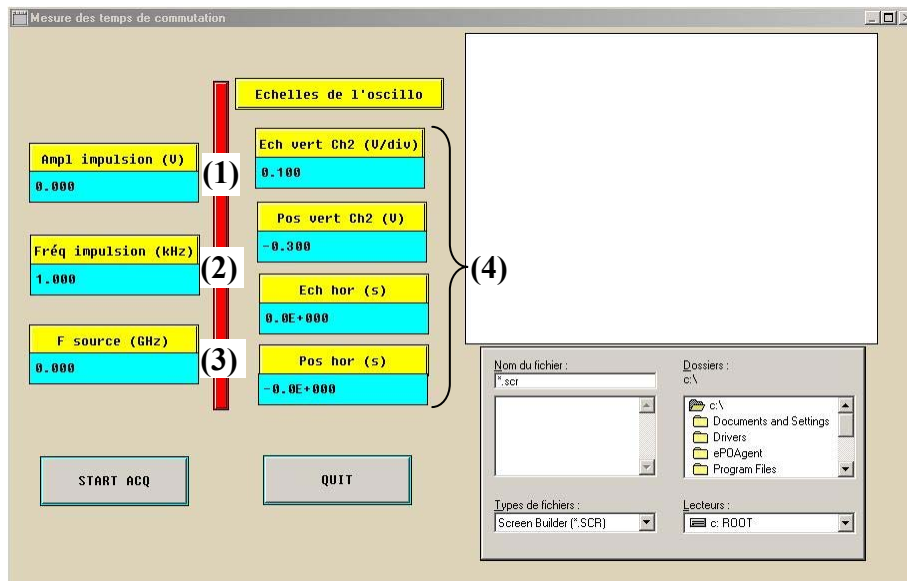 Mesure des temps de commutation
Echelles de l'oscillo
Ampl impulsion (V)
0.000
(1)
Fréq impulsion (kHz)
1.000
(2)
F source (GHz)
0.000
(3)
Ech vert Ch2 (V/div)
0.100
Pos vert Ch2 (V)
-0.300
Ech hor (s)
0.0E+000
Pos hor (s)
-0.0E+000
(4)
START ACQ
QUIT
Nom du fichier :
*.scr
Dossiers :
c:\
c:\
Documents and Settings
Drivers
ePOAgent
Program Files
Types de fichiers :
Screen Builder (*.SCR)
Lecteurs :
c: ROOT